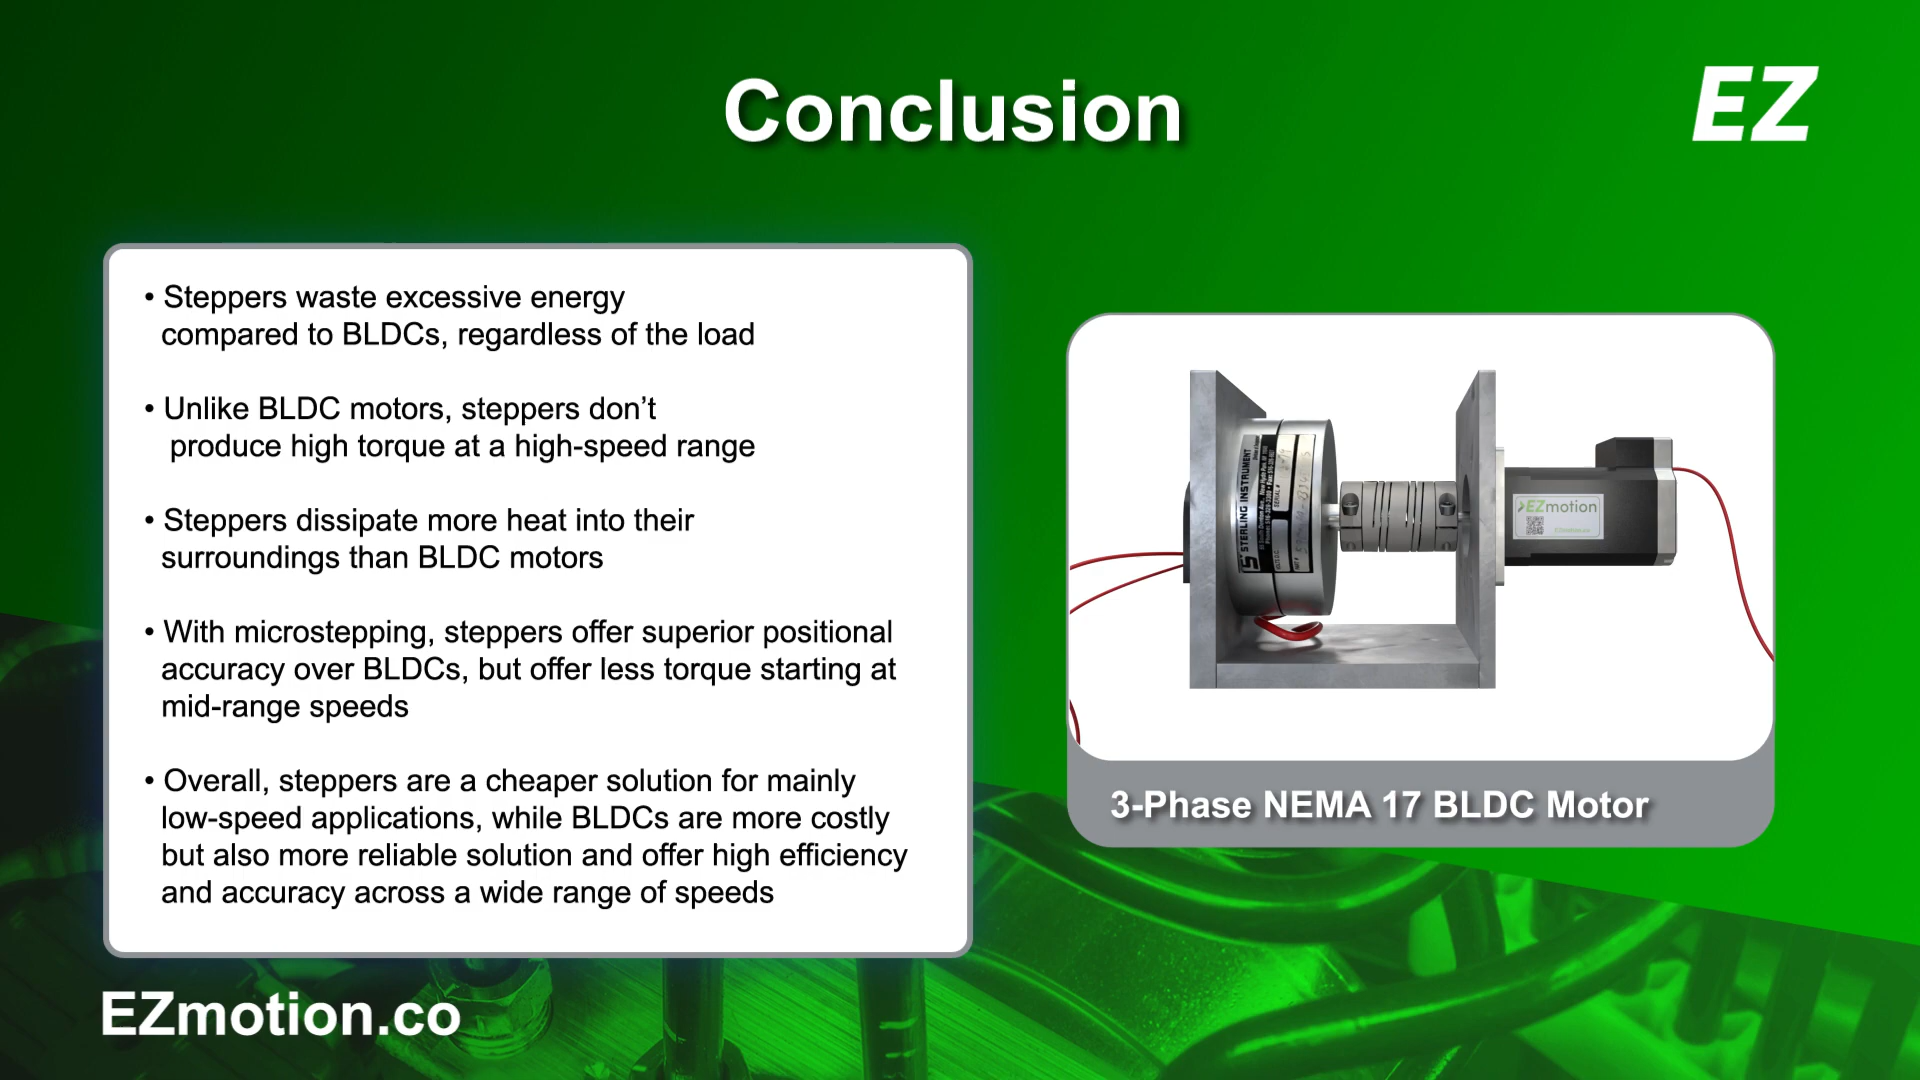 Conclusion
EZ
• Steppers waste excessive energy
compared to BLDCs, regardless of the load
• Unlike BLDC motors, steppers don’t
produce high torque at a high-speed range
• Steppers dissipate more heat into their
surroundings than BLDC motors
• With microstepping, steppers offer superior positional
accuracy over BLDCs, but offer less torque starting at
mid-range speeds
• Overall, steppers are a cheaper solution for mainly
low-speed applications, while BLDCs are more costly
but also more reliable solution and offer high efficiency
and accuracy across a wide range of speeds
STERLING INSTRUMENT
SERIAL #
EZmotion
3-Phase NEMA 17 BLDC Motor
EZmotion.co